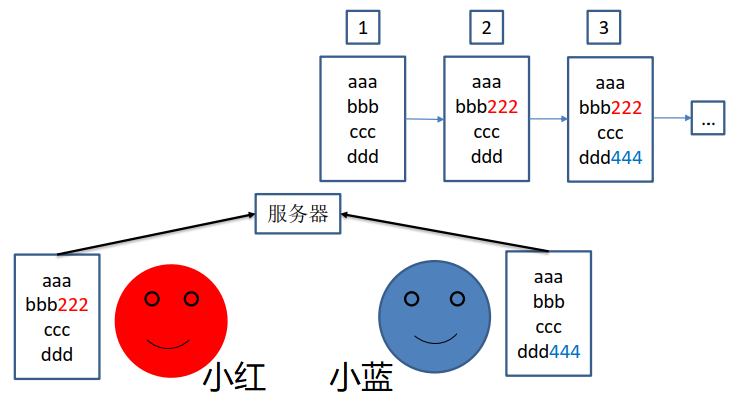 1
2
3
aaa
bbb
ccc
ddd
aaa
bbb222
ccc
ddd
aaa
bbb222
ccc
ddd444
...
服务器
aaa
bbb222
ccc
ddd
小红
小蓝
aaa
bbb
ccc
ddd444